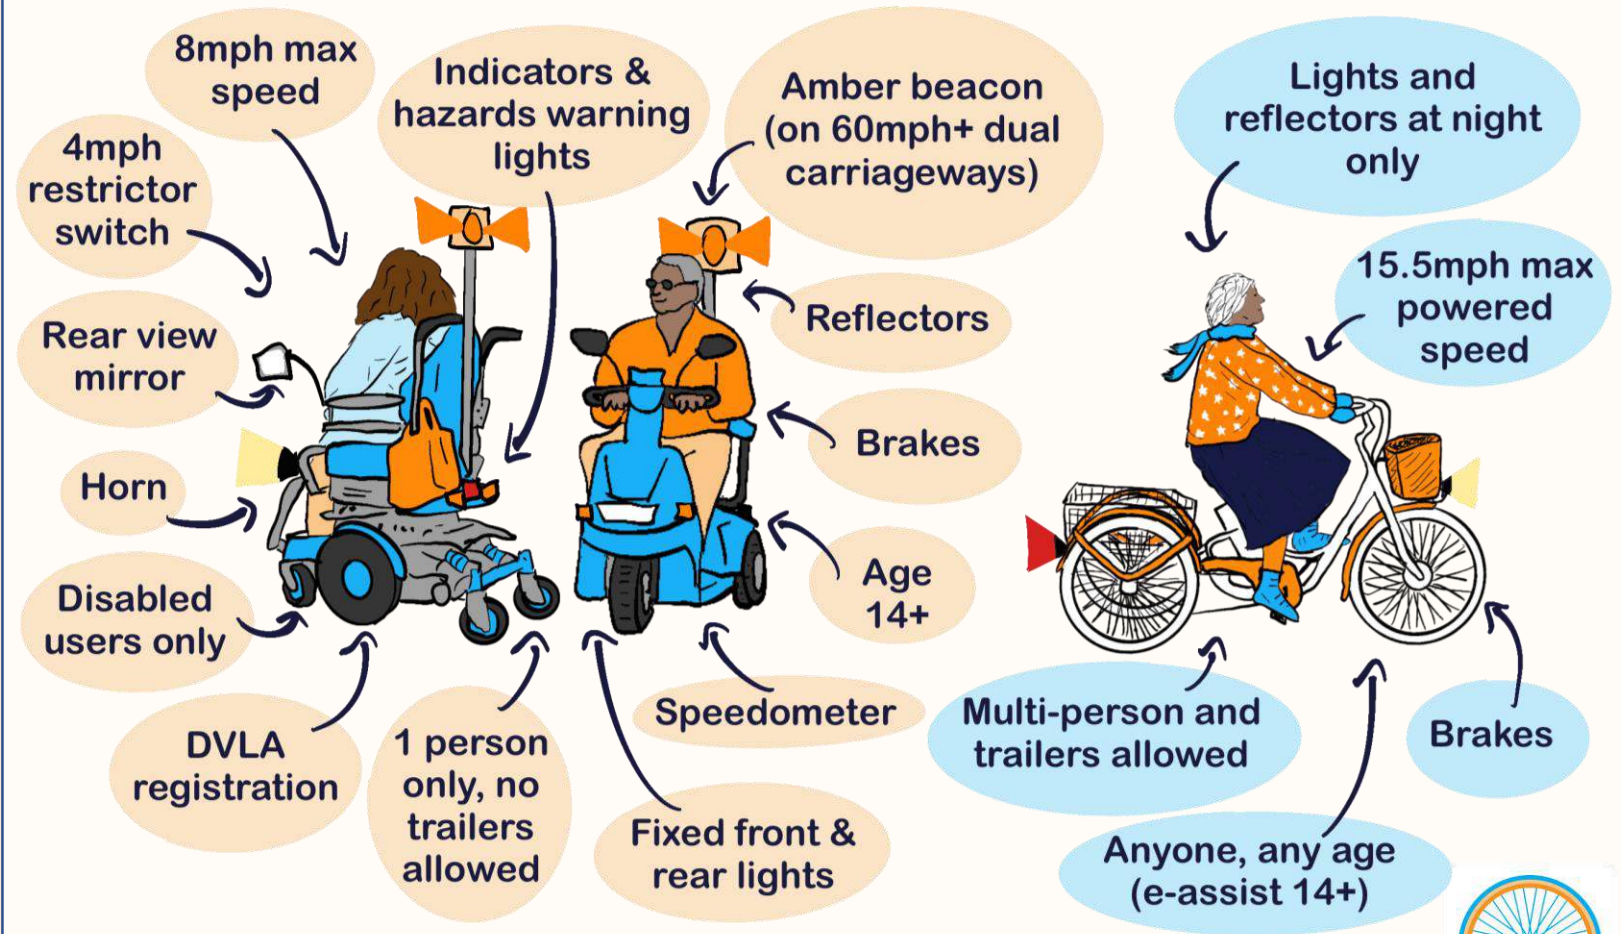 8mph max
speed
Indicators &
hazards warning
lights
Amber beacon
(on 60mph+ dual
carriageways)
Lights and
reflectors at night
only
4mph
restrictor
switch
15.5mph max
powered
speed
Reflectors
Rear view
mirror
Brakes
Horn
Age
14+
Disabled
users only
Speedometer
Multi-person and
trailers allowed
Brakes
DVLA
registration
1 person
only, no
trailers
allowed
Fixed front &
rear lights
Anyone, any age
(e-assist 14+)